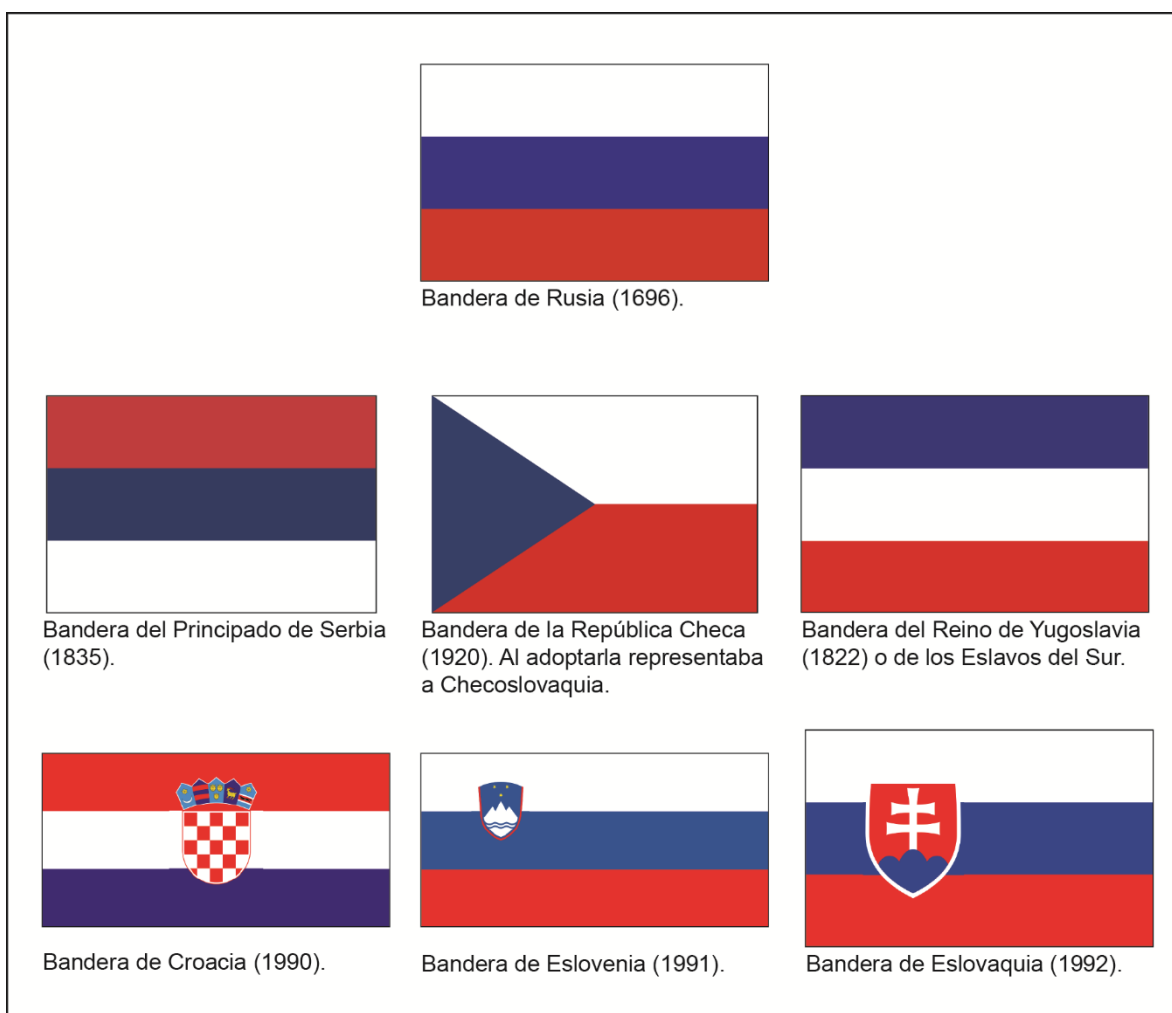 Bandera de Rusia (1696).
Bandera del Principado de Serbia
(1835).
Bandera de la República Checa
(1920). Al adoptarla representaba
a Checoslovaquia.
Bandera del Reino de Yugoslavia
(1822) o de los Eslavos del Sur.
Bandera de Croacia (1990).
Bandera de Eslovenia (1991).
Bandera de Eslovaquia (1992).